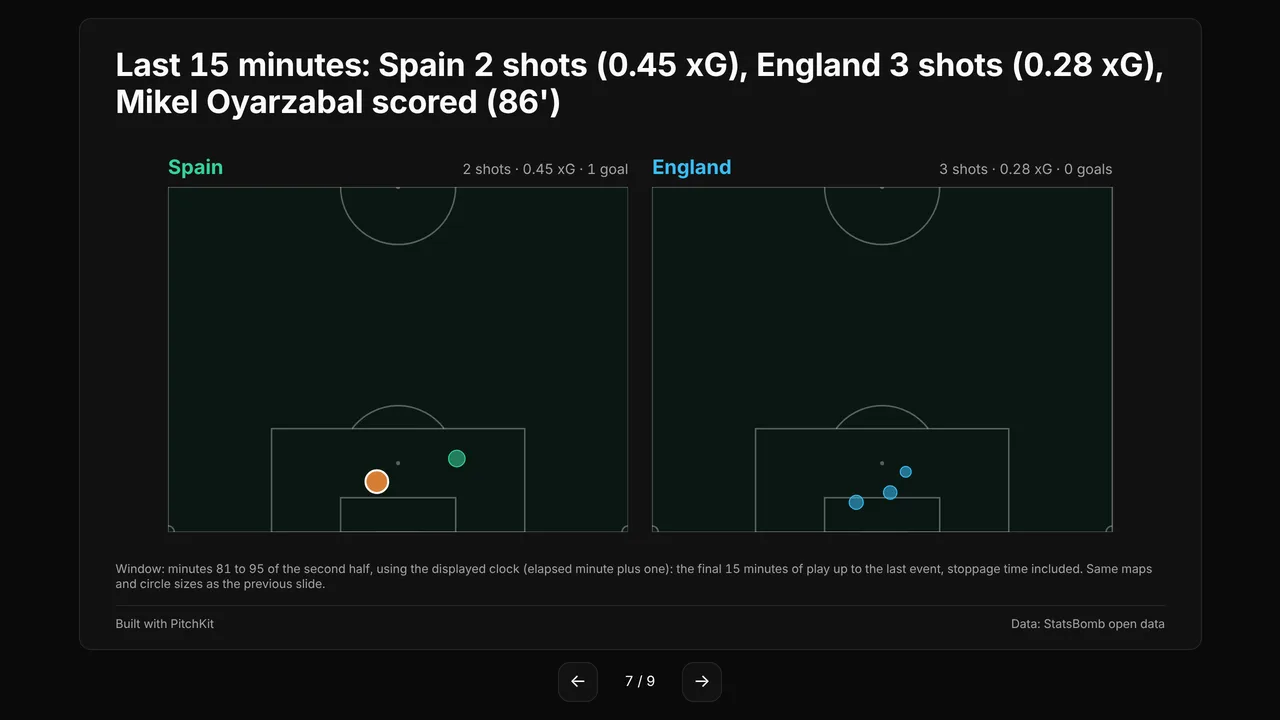 Last 15 minutes: Spain 2 shots (0.45 xG), England 3 shots (0.28 xG),
Mikel Oyarzabal scored (86')
Spain
2 shots · 0.45 xG · 1 goal
England
3 shots · 0.28 xG · 0 goals
Window: minutes 81 to 95 of the second half, using the displayed clock (elapsed minute plus one): the final 15 minutes of play up to the last event, stoppage time included. Same maps
and circle sizes as the previous slide.
Built with PitchKit
Data: StatsBomb open data
7 / 9